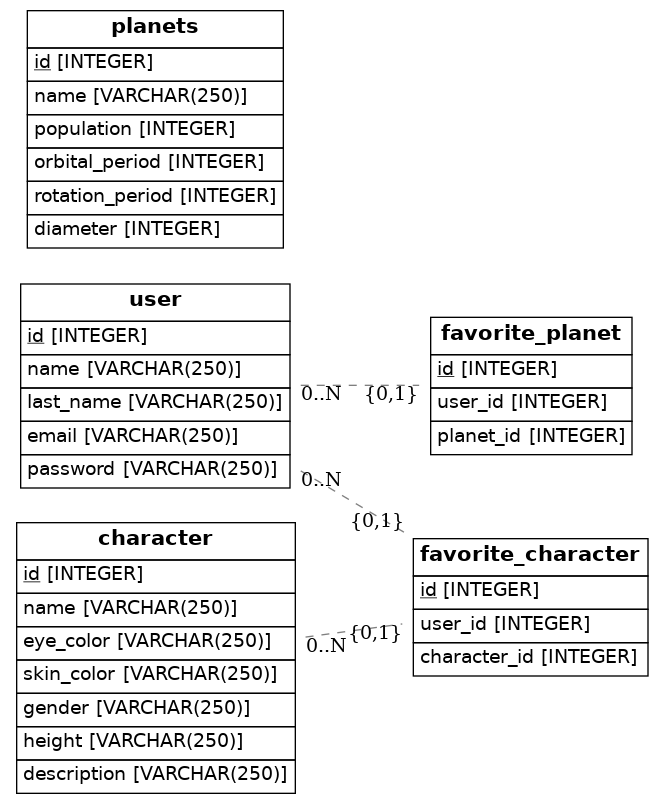 planets
id [INTEGER]
name [VARCHAR(250)]
population [INTEGER]
orbital_period [INTEGER]
rotation_period [INTEGER]
diameter [INTEGER]
user
id [INTEGER]
name [VARCHAR(250)]
last_name [VARCHAR(250)]
email [VARCHAR(250)]
password [VARCHAR(250)]
0..N {0,1}
favorite_planet
id [INTEGER]
user_id [INTEGER]
planet_id [INTEGER]
0..N
{0,1}
character
id [INTEGER]
name [VARCHAR(250)]
eye_color [VARCHAR(250)]
skin_color [VARCHAR(250)]
gender [VARCHAR(250)]
height [VARCHAR(250)]
description [VARCHAR(250)]
0..N {0,1}
favorite_character
id [INTEGER]
user_id [INTEGER]
character_id [INTEGER]